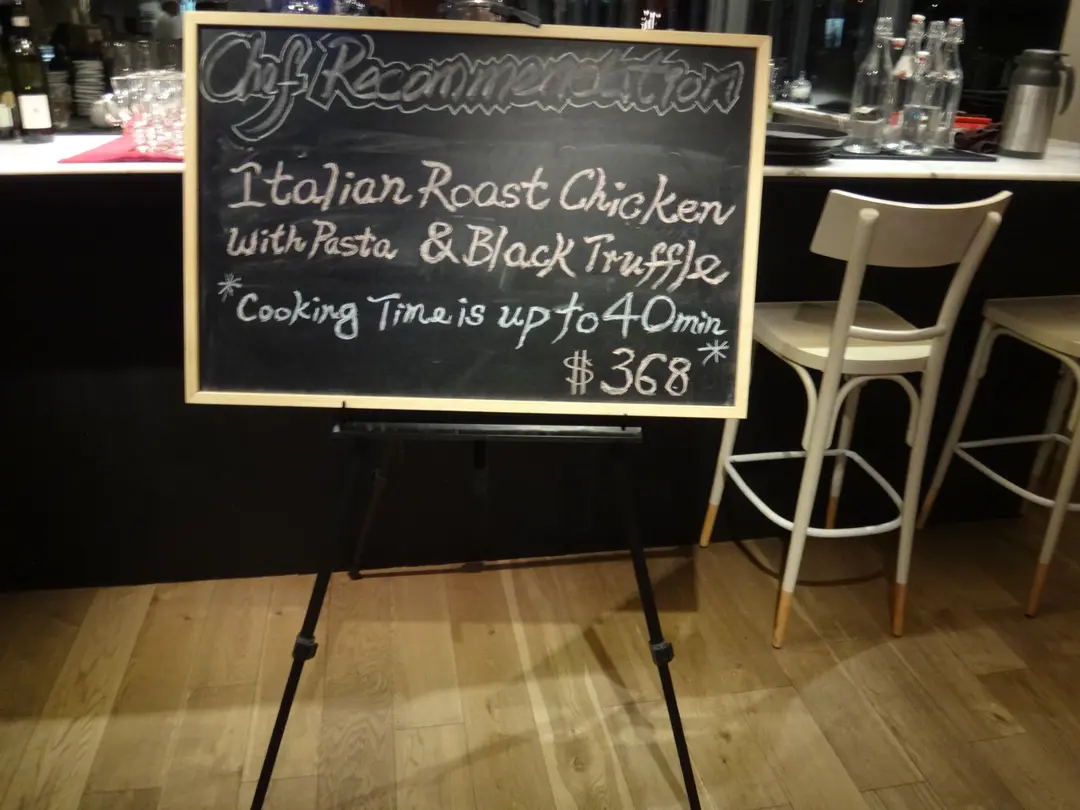 Chef Recommendation
Italian Roast Chicken
With Pasta & Black Truffle
*Cooking Time is up to 40min*
$368